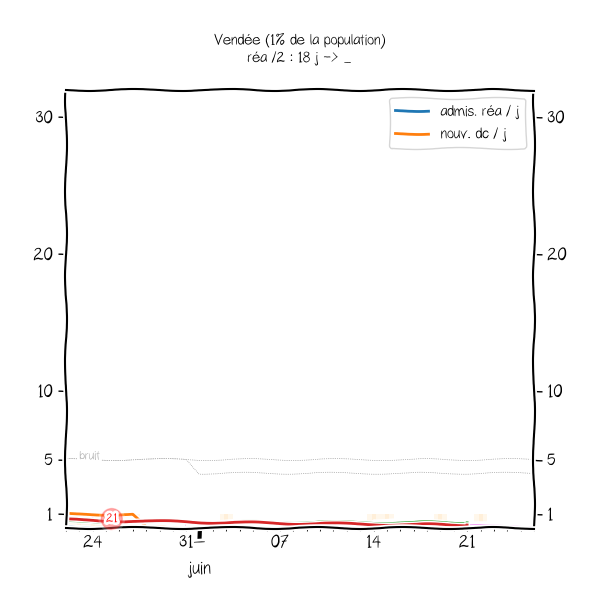 Vendée (1% de la population)
réa /2 : 18 j -> _
admis. réa / j
nouv. dc / j
30 30
20 20
10 10
5 bruit 5
1 21 1
24 31 07 14 21
juin